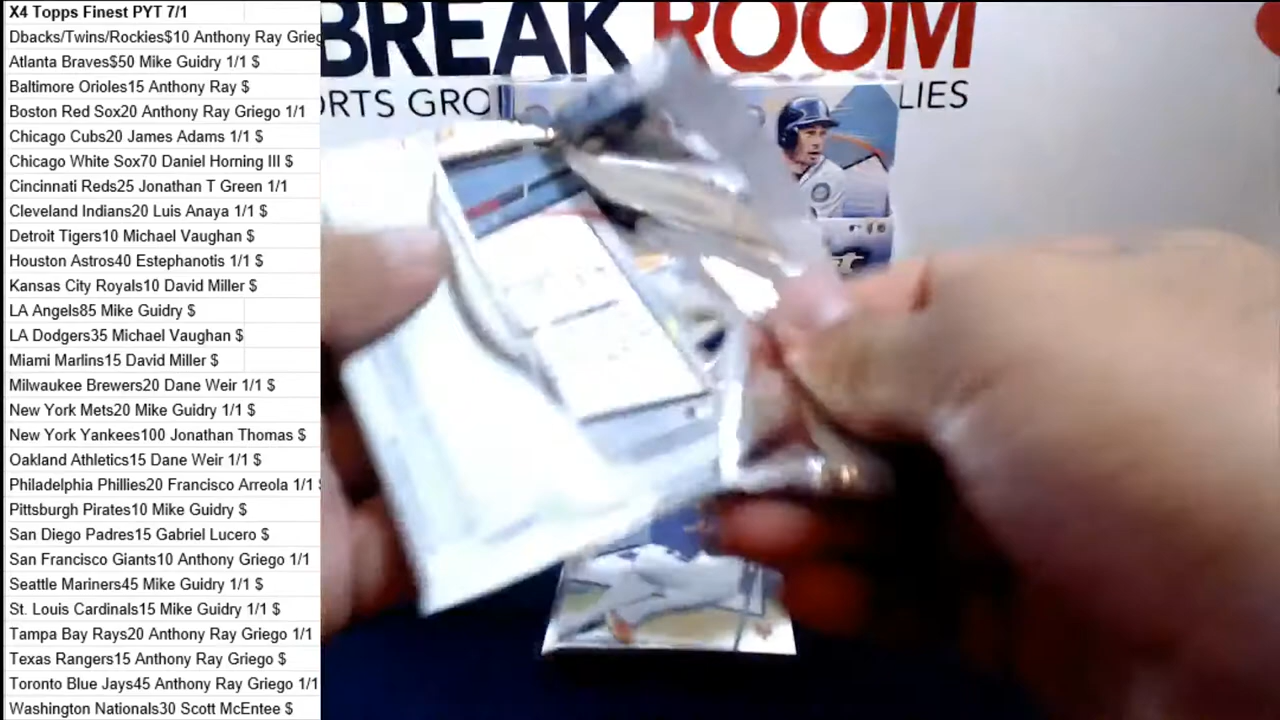 X4 Topps Finest PYT 7/1
Dbacks/Twins/Rockies$10 Anthony Ray Grieg
Atlanta Braves$50 Mike Guidry 1/1 $
Baltimore Orioles15 Anthony Ray $
Boston Red Sox20 Anthony Ray Griego 1/1
Chicago Cubs20 James Adams 1/1 $
Chicago White Sox70 Daniel Horning III $
Cincinnati Reds25 Jonathan T Green 1/1
Cleveland Indians20 Luis Anaya 1/1 $
Detroit Tigers10 Michael Vaughan $
Houston Astros40 Estephanotis 1/1 $
Kansas City Royals10 David Miller $
LA Angels85 Mike Guidry $
LA Dodgers35 Michael Vaughan $
Miami Marlins15 David Miller $
Milwaukee Brewers20 Dane Weir 1/1 $
New York Mets20 Mike Guidry 1/1 $
New York Yankees100 Jonathan Thomas $
Oakland Athletics15 Dane Weir 1/1 $
Philadelphia Phillies20 Francisco Arreola 1/1 $
Pittsburgh Pirates10 Mike Guidry $
San Diego Padres15 Gabriel Lucero $
San Francisco Giants10 Anthony Griego 1/1
Seattle Mariners45 Mike Guidry 1/1 $
St. Louis Cardinals15 Mike Guidry 1/1 $
Tampa Bay Rays20 Anthony Ray Griego 1/1
Texas Rangers15 Anthony Ray Griego $
Toronto Blue Jays45 Anthony Ray Griego 1/1
Washington Nationals30 Scott McEntee $
BREAK ROOM
ORTS GRO LIES